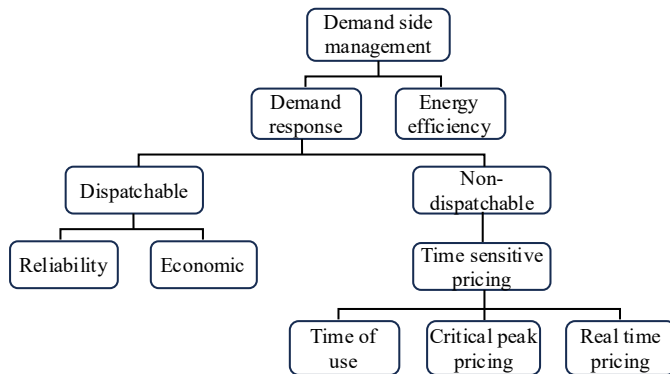 Demand side
management
Demand
response
Energy
efficiency
Dispatchable
Non-
dispatchable
Reliability
Economic
Time sensitive
pricing
Time of
use
Critical peak
pricing
Real time
pricing